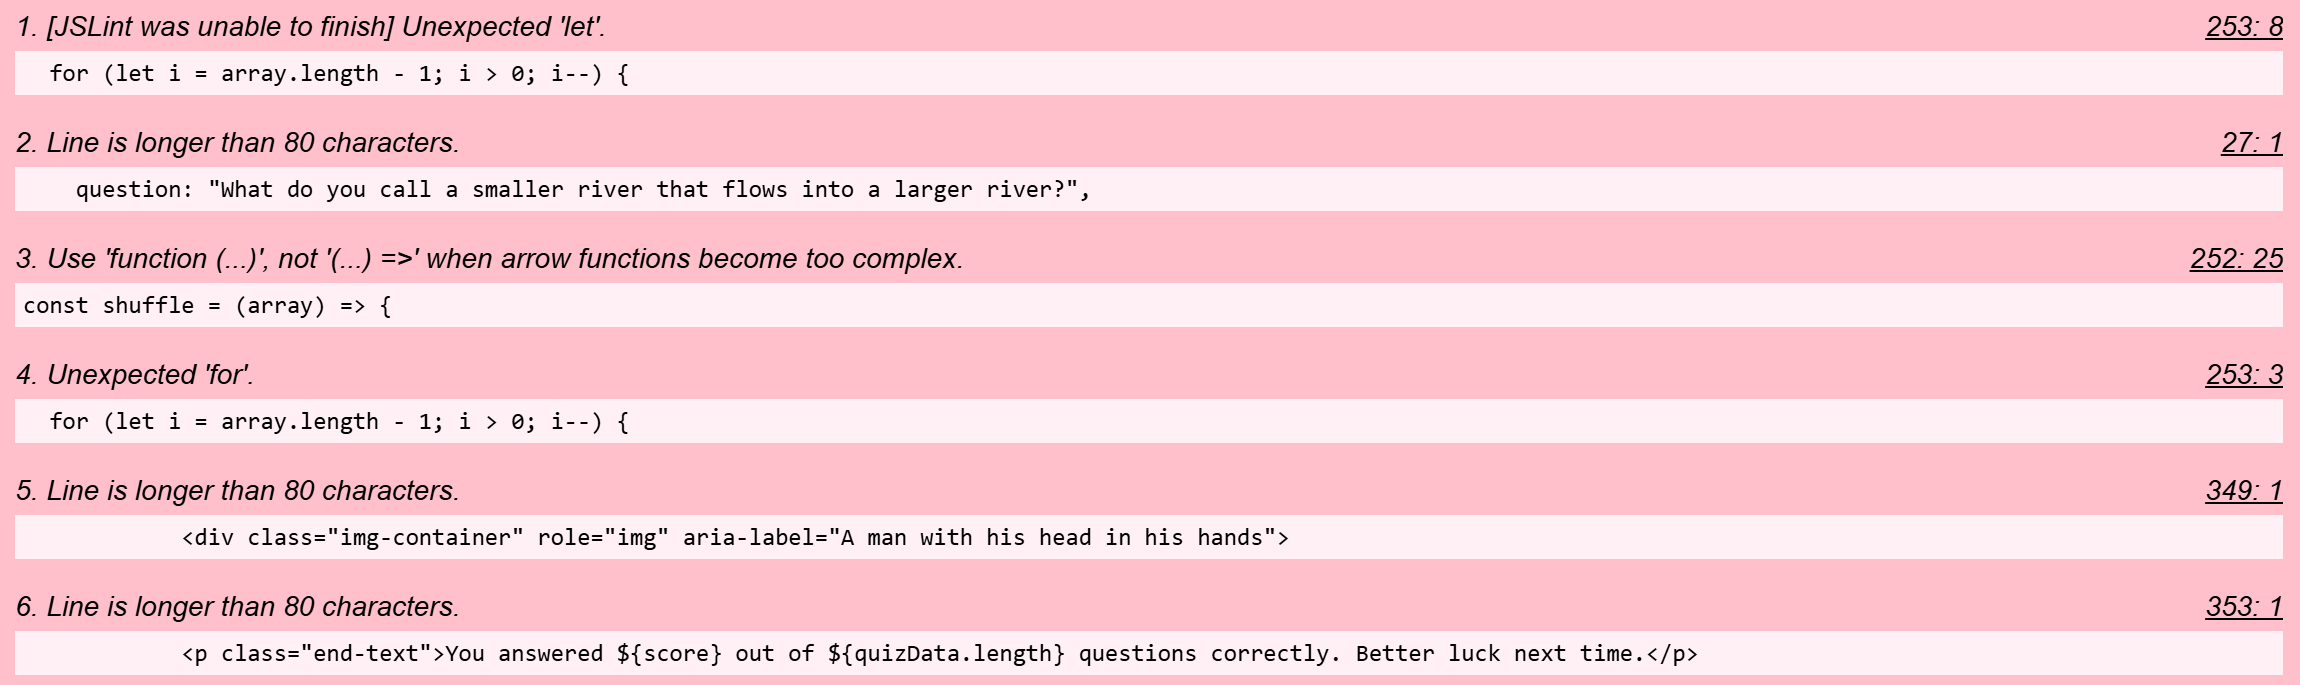 1. [JSLint was unable to finish] Unexpected 'let'. 253: 8
for (let i = array.length - 1; i > 0; i--) {
2. Line is longer than 80 characters. 27: 1
question: "What do you call a smaller river that flows into a larger river?",
3. Use 'function (...)', not '(...) =>' when arrow functions become too complex. 252: 25
const shuffle = (array) => {
4. Unexpected 'for'. 253: 3
for (let i = array.length - 1; i > 0; i--) {
5. Line is longer than 80 characters. 349: 1
<div class="img-container" role="img" aria-label="A man with his head in his hands">
6. Line is longer than 80 characters. 353: 1
<p class="end-text">You answered ${score} out of ${quizData.length} questions correctly. Better luck next time.</p>